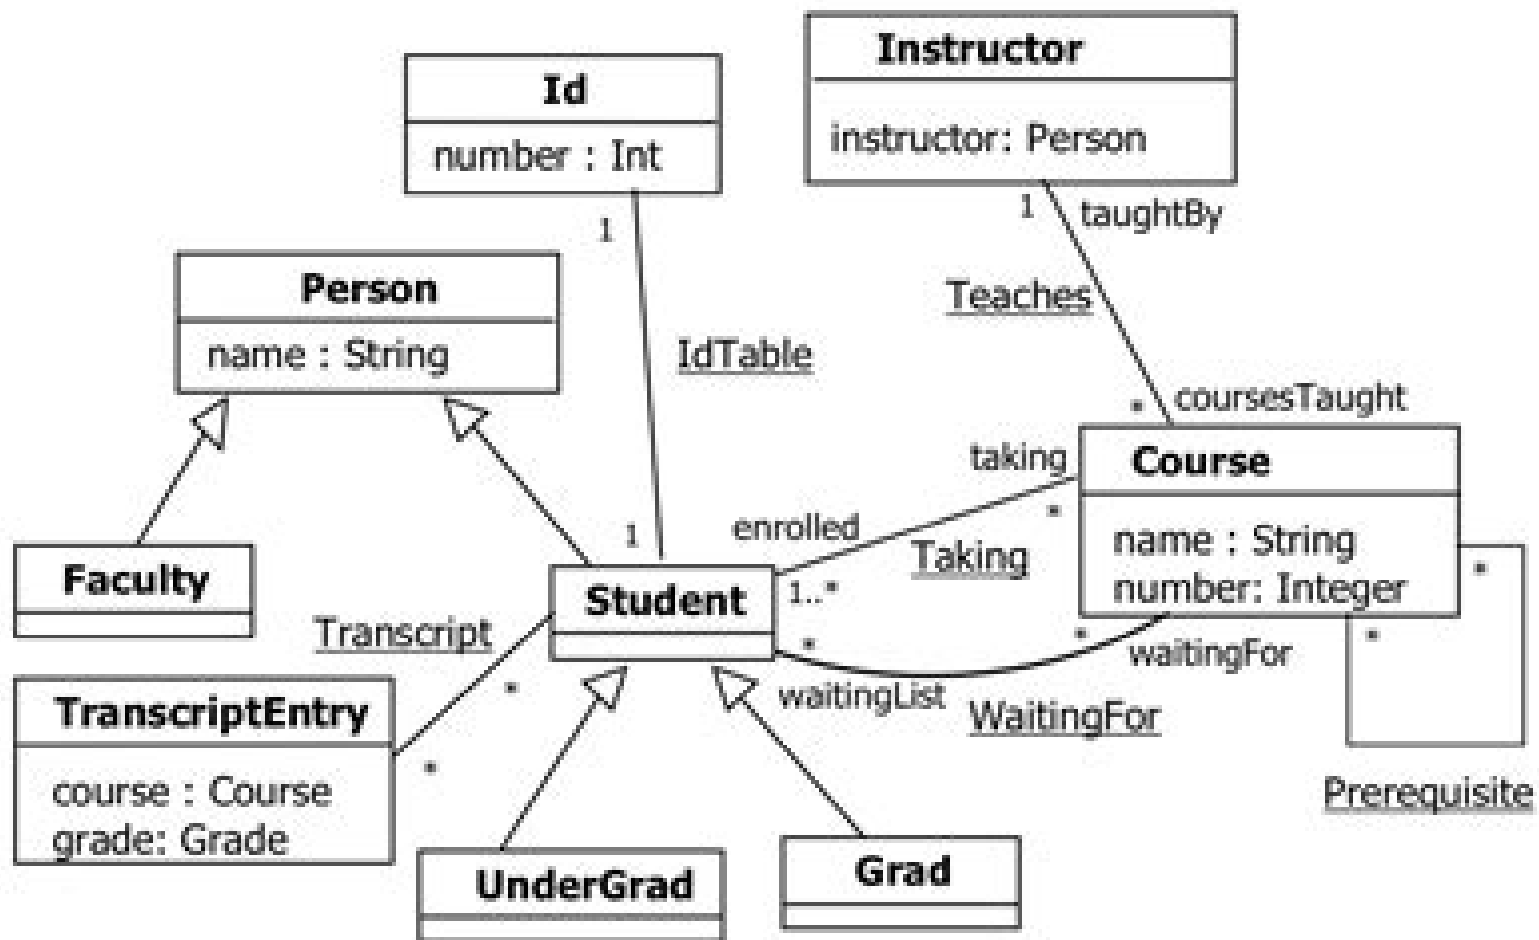 Instructor
instructor: Person
Id
number : Int
1
1
taughtBy
Person
name : String
Teaches
IdTable
* coursesTaught
taking
*
Course
name : String
number: Integer
enrolled
1..*
1
Taking
Faculty
Student
Transcript
*
*
*
*
*
waitingFor
waitingList
WaitingFor
TranscriptEntry
course : Course
grade: Grade
*
Prerequisite
UnderGrad
Grad